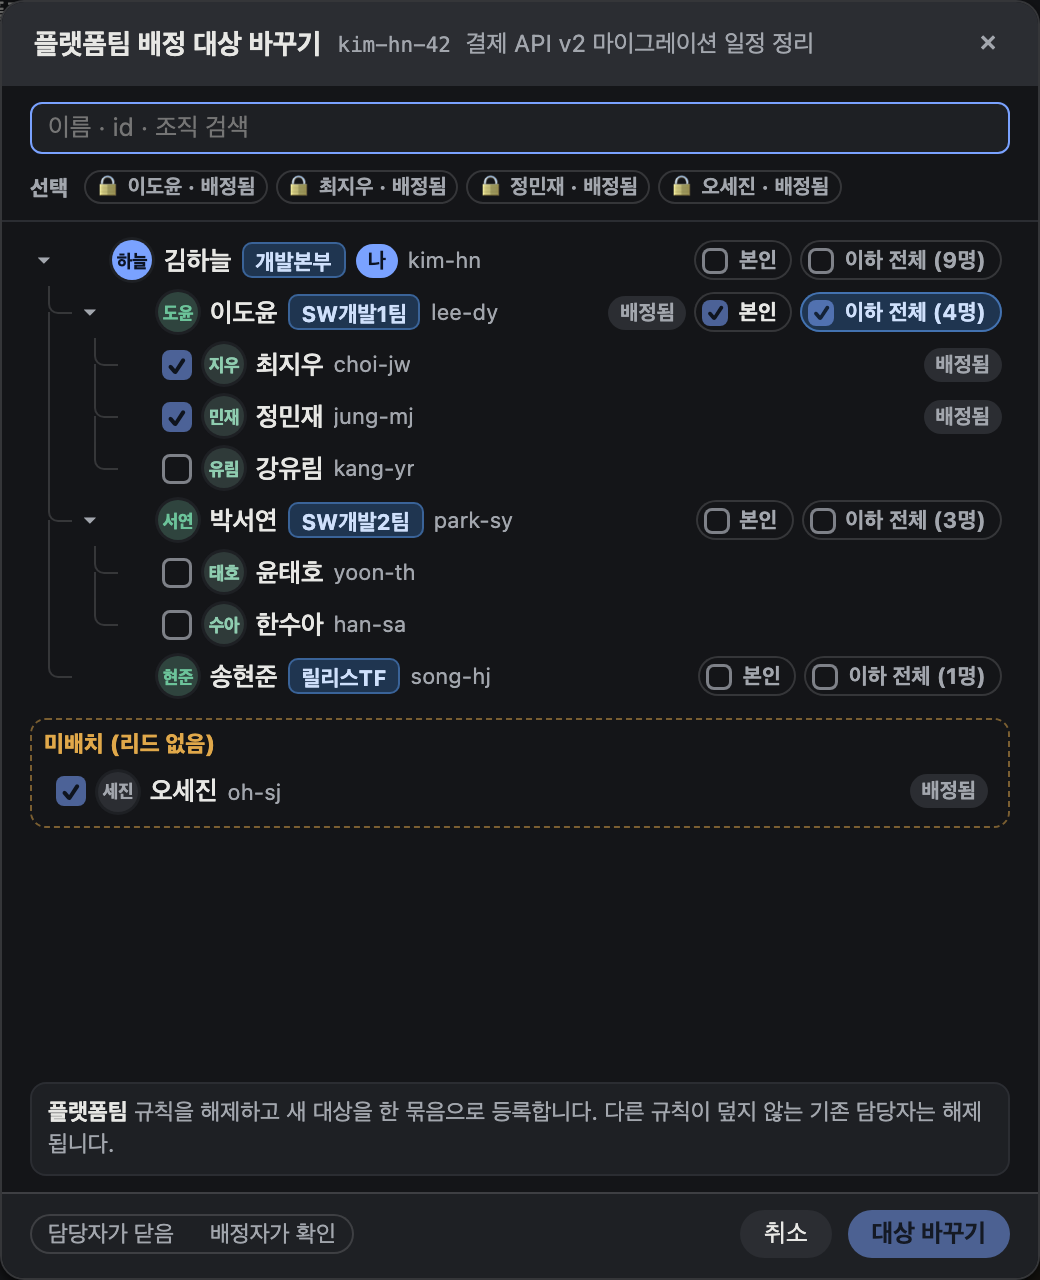 플랫폼팀 배정 대상 바꾸기 kim-hn-42 결제 API v2 마이그레이션 일정 정리 ×
이름 · id · 조직 검색
선택 🔒 이도윤 · 배정됨 🔒 최지우 · 배정됨 🔒 정민재 · 배정됨 🔒 오세진 · 배정됨
하늘 김하늘 개발본부 나 kim-hn 본인 이하 전체 (9명)
도윤 이도윤 SW개발1팀 lee-dy 배정됨 본인 이하 전체 (4명)
지우 최지우 choi-jw 배정됨
민재 정민재 jung-mj 배정됨
유림 강유림 kang-yr
서연 박서연 SW개발2팀 park-sy 본인 이하 전체 (3명)
태호 윤태호 yoon-th
수아 한수아 han-sa
현준 송현준 릴리스TF song-hj 본인 이하 전체 (1명)
미배치 (리드 없음)
세진 오세진 oh-sj 배정됨
플랫폼팀 규칙을 해제하고 새 대상을 한 묶음으로 등록합니다. 다른 규칙이 덮지 않는 기존 담당자는 해제
됩니다.
담당자가 닫음 배정자가 확인 취소 대상 바꾸기